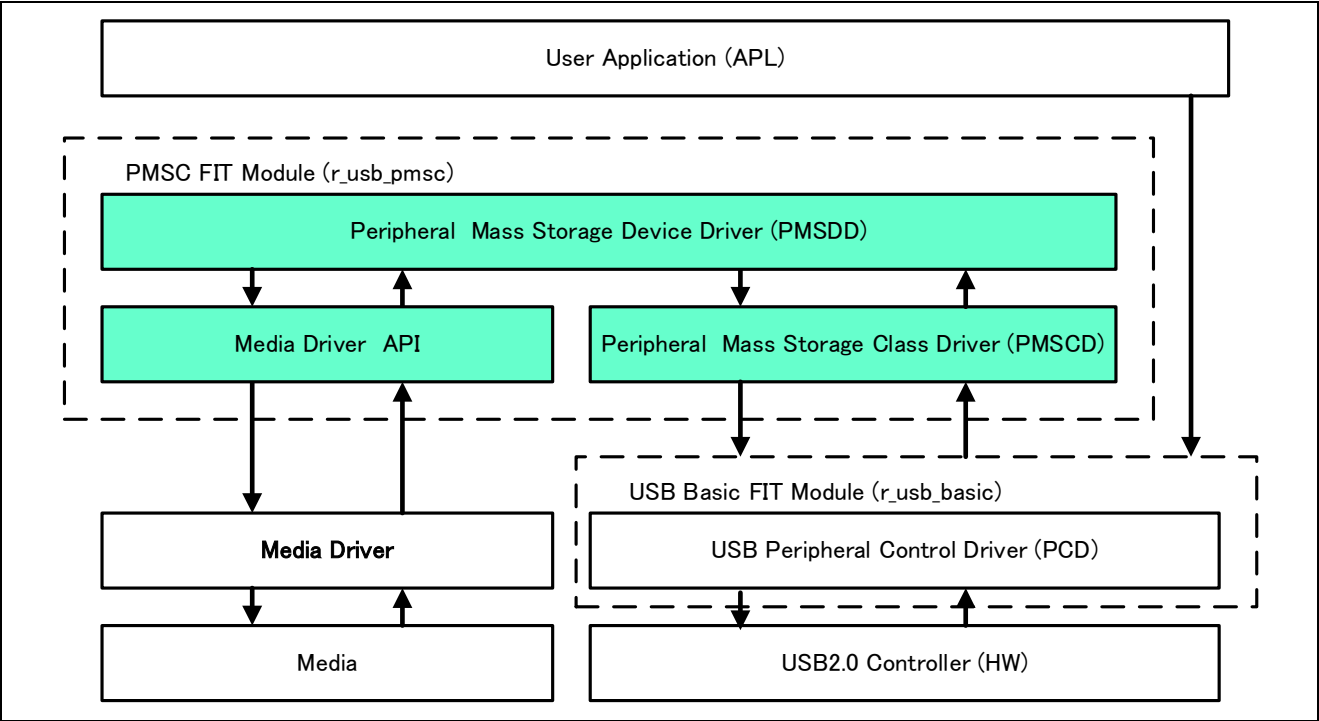 User Application (APL)
PMSC FIT Module (r_usb_pmsc)
Peripheral Mass Storage Device Driver (PMSDD)
Media Driver API
Peripheral Mass Storage Class Driver (PMSCD)
USB Basic FIT Module (r_usb_basic)
Media Driver
USB Peripheral Control Driver (PCD)
Media
USB2.0 Controller (HW)